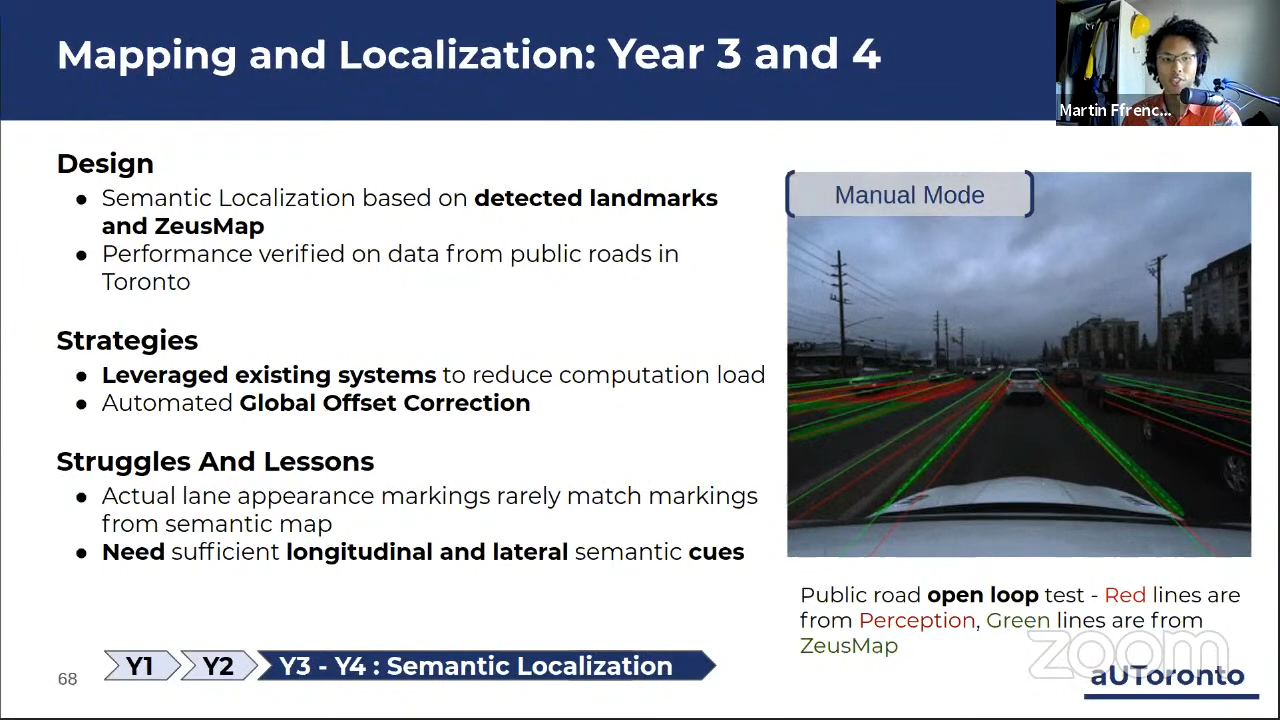 Mapping and Localization: Year 3 and 4
Martin Ffrenc...
Design
● Semantic Localization based on detected landmarks
and ZeusMap
● Performance verified on data from public roads in
Toronto
Strategies
● Leveraged existing systems to reduce computation load
● Automated Global Offset Correction
Struggles And Lessons
● Actual lane appearance markings rarely match markings
from semantic map
● Need sufficient longitudinal and lateral semantic cues
Manual Mode
Public road open loop test - Red lines are
from Perception, Green lines are from
ZeusMap
68
Y1
Y2
Y3 - Y4 : Semantic Localization
zoom
aUToronto